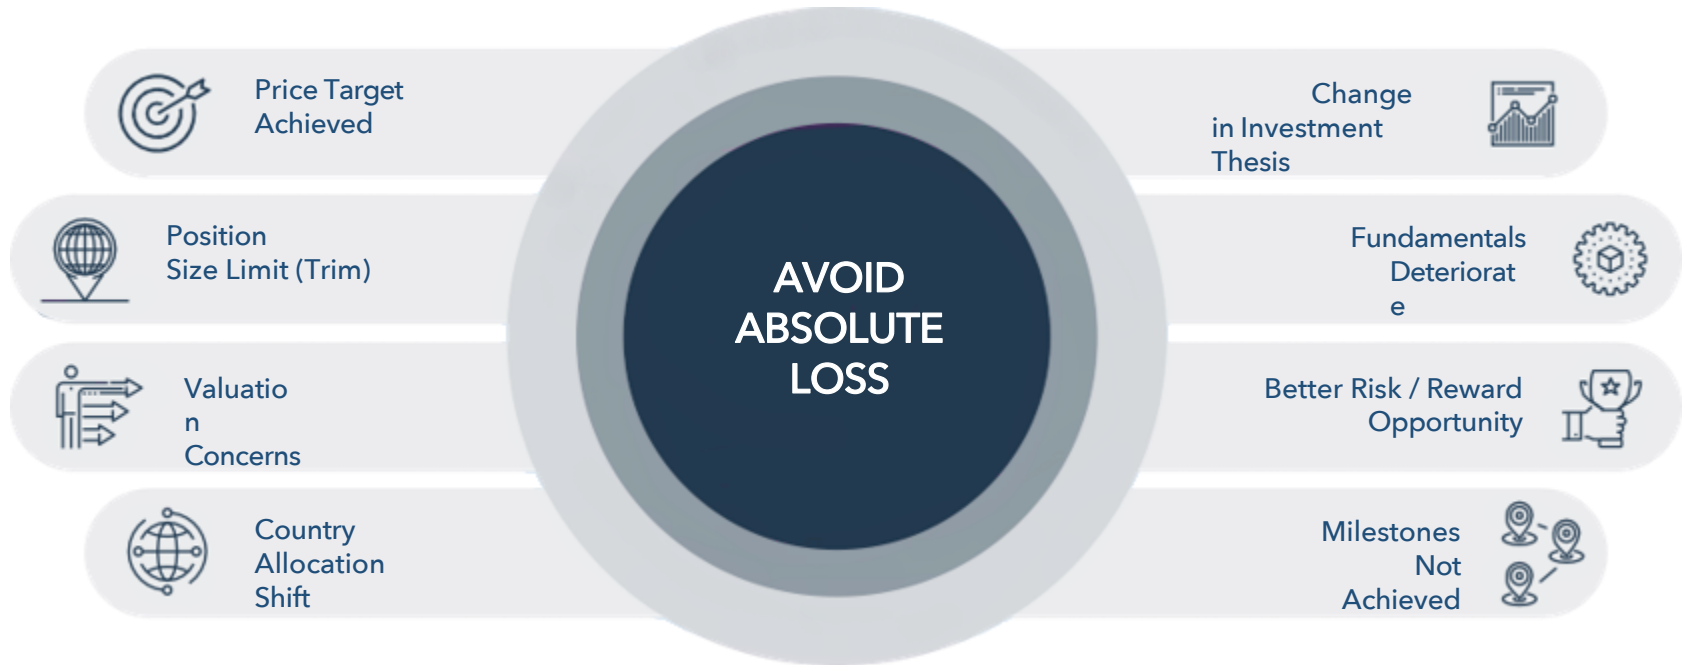 Price Target
Achieved
Position
Size Limit (Trim)
Valuatio
n
Concerns
Country
Allocation
Shift
AVOID
ABSOLUTE
LOSS
Change
in Investment
Thesis
Fundamentals
Deteriorat
e
Better Risk / Reward
Opportunity
Milestones
Not
Achieved